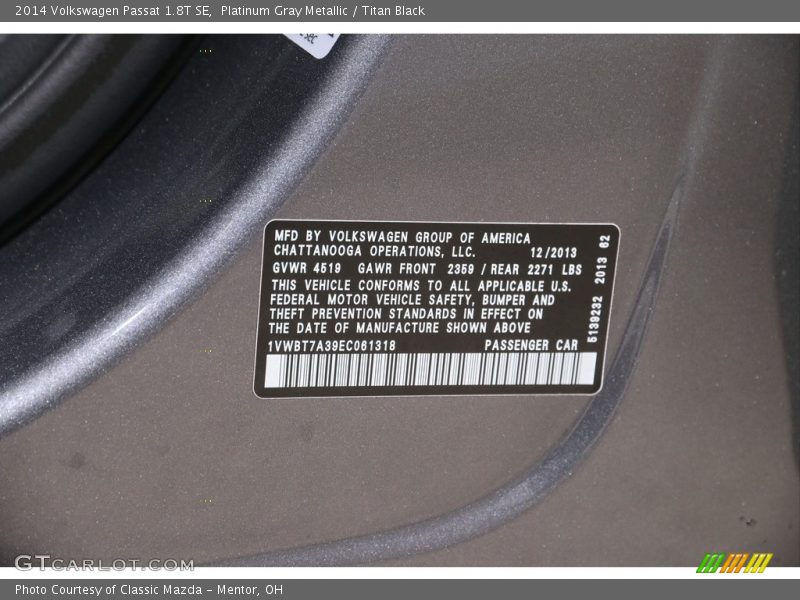 2014 Volkswagen Passat 1.8T SE,  Platinum Gray Metallic / Titan Black
MFD BY VOLKSWAGEN GROUP OF AMERICA
CHATTANOOGA OPERATIONS, LLC. 12/2013
GVWR 4519 GAWR FRONT 2359 / REAR 2271 LBS
THIS VEHICLE CONFORMS TO ALL APPLICABLE U.S.
FEDERAL MOTOR VEHICLE SAFETY, BUMPER AND
THEFT PREVENTION STANDARDS IN EFFECT ON
THE DATE OF MANUFACTURE SHOWN ABOVE
1VWBT7A39EC061318 PASSENGER CAR
5139232 2013 62
GTCARLOT.COM
Photo Courtesy of Classic Mazda - Mentor, OH